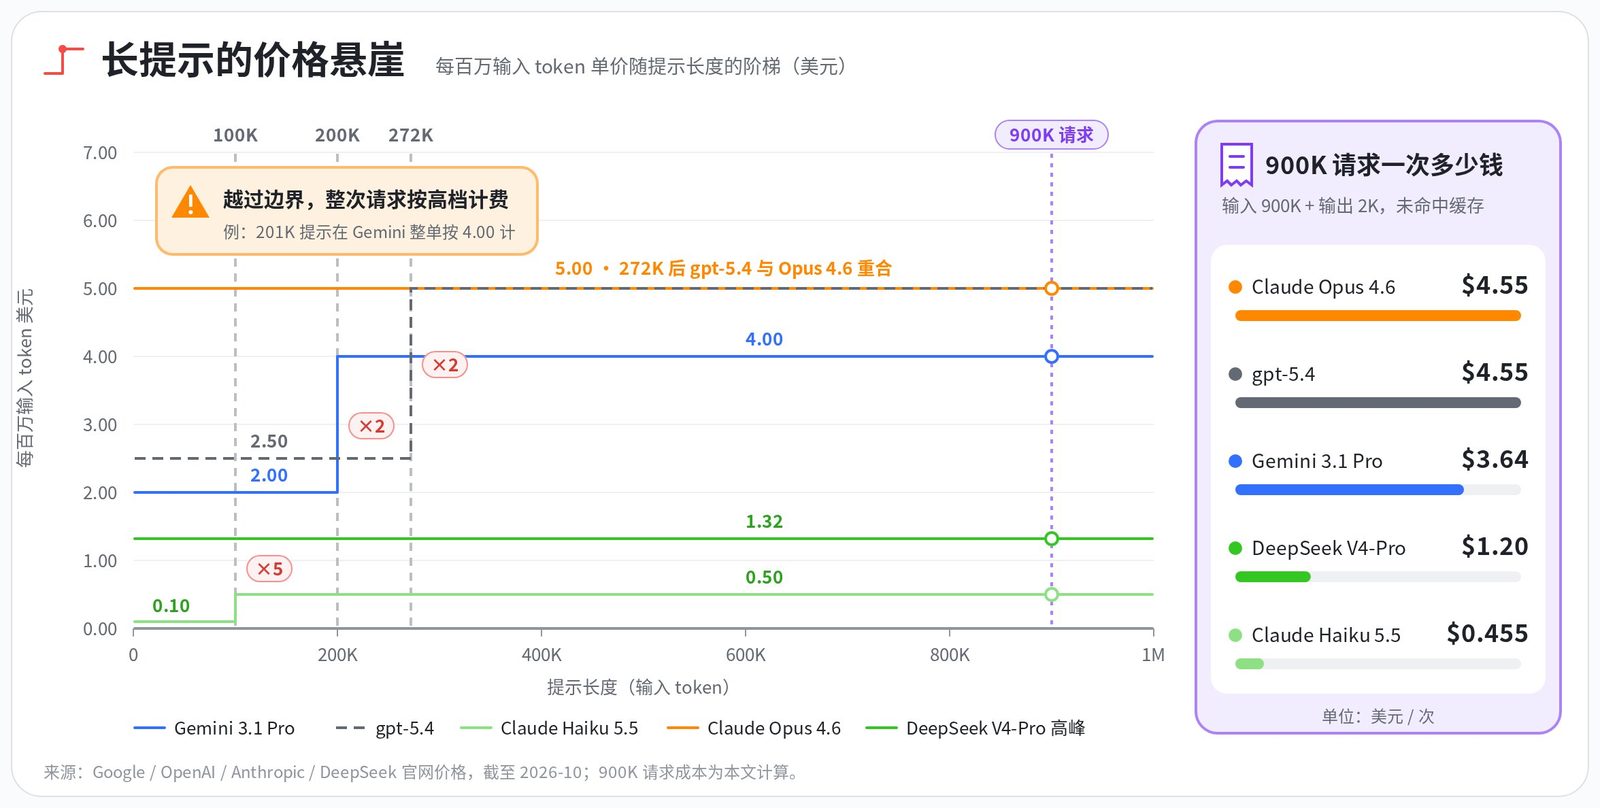 长提示的价格悬崖
每百万输入 token 单价随提示长度的阶梯（美元）
100K
200K
272K
900K 请求
7.00
6.00
5.00
4.00
3.00
2.00
1.00
0.00
每百万输入 token 美元
越过边界，整次请求按高档计费
例：201K 提示在 Gemini 整单按 4.00 计
5.00 · 272K 后 gpt-5.4 与 Opus 4.6 重合
4.00
×2
×2
2.50
2.00
1.32
×5
0.50
0.10
0
200K
400K
600K
800K
1M
提示长度（输入 token）
Gemini 3.1 Pro
gpt-5.4
Claude Haiku 5.5
Claude Opus 4.6
DeepSeek V4-Pro 高峰
900K 请求一次多少钱
输入 900K + 输出 2K，未命中缓存
Claude Opus 4.6 $4.55
gpt-5.4 $4.55
Gemini 3.1 Pro $3.64
DeepSeek V4-Pro $1.20
Claude Haiku 5.5 $0.455
单位：美元 / 次
来源：Google / OpenAI / Anthropic / DeepSeek 官网价格，截至 2026-10；900K 请求成本为本文计算。